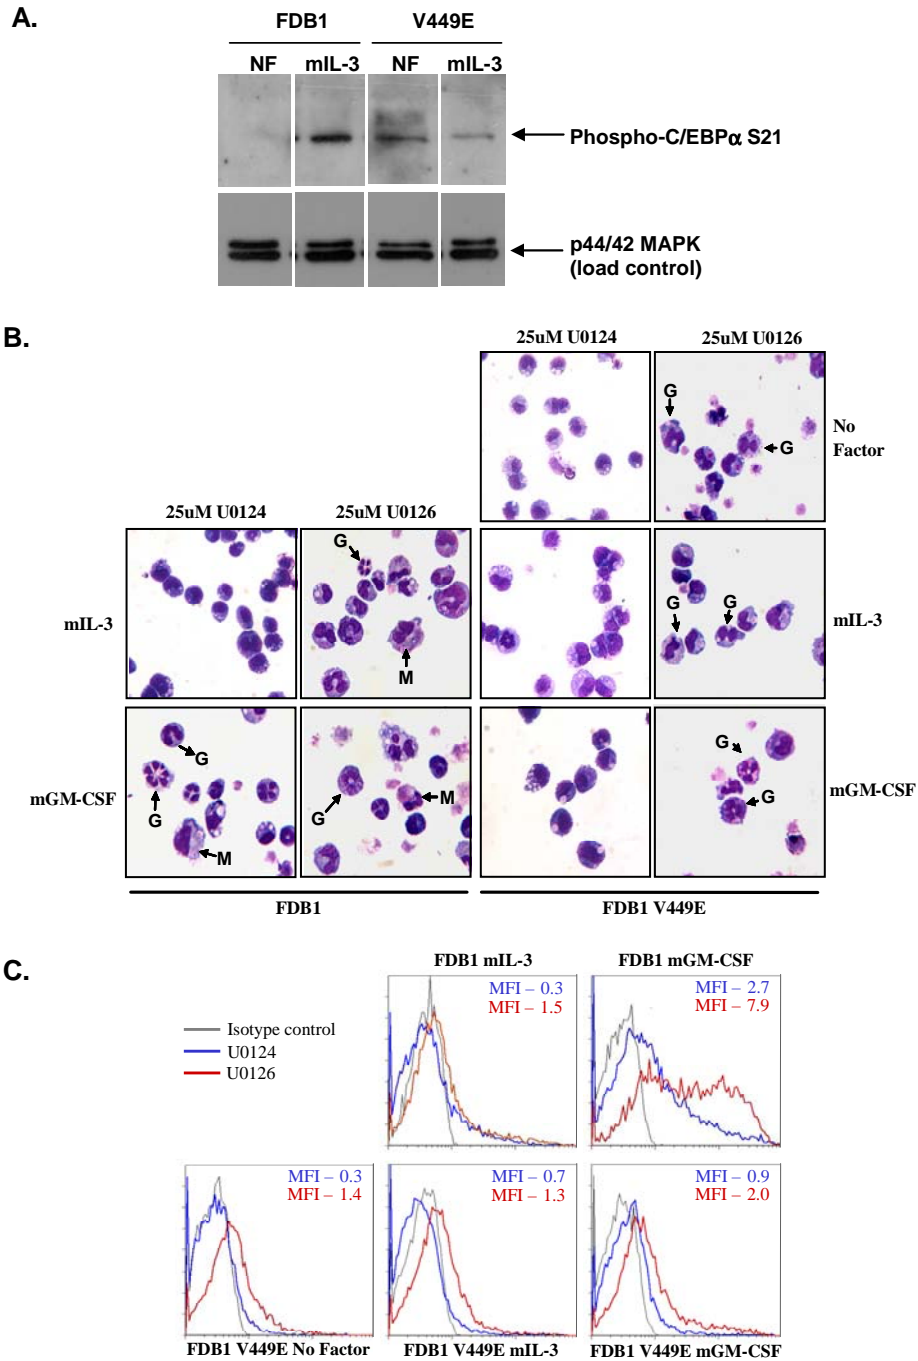 A.
FDB1 V449E
NF mIL-3 NF mIL-3
Phospho-C/EBPα S21
p44/42 MAPK
(load control)
B.
25uM U0124 25uM U0126
G
G
No
Factor
25uM U0124 25uM U0126
mIL-3
G
M
G G
mIL-3
mGM-CSF
G
G
M
G
M
G
G
mGM-CSF
FDB1 FDB1 V449E
C.
FDB1 mIL-3 FDB1 mGM-CSF
Isotype control
U0124
U0126
MFI – 0.3
MFI – 1.5
MFI – 2.7
MFI – 7.9
MFI – 0.3
MFI – 1.4
MFI – 0.7
MFI – 1.3
MFI – 0.9
MFI – 2.0
FDB1 V449E No Factor FDB1 V449E mIL-3 FDB1 V449E mGM-CSF